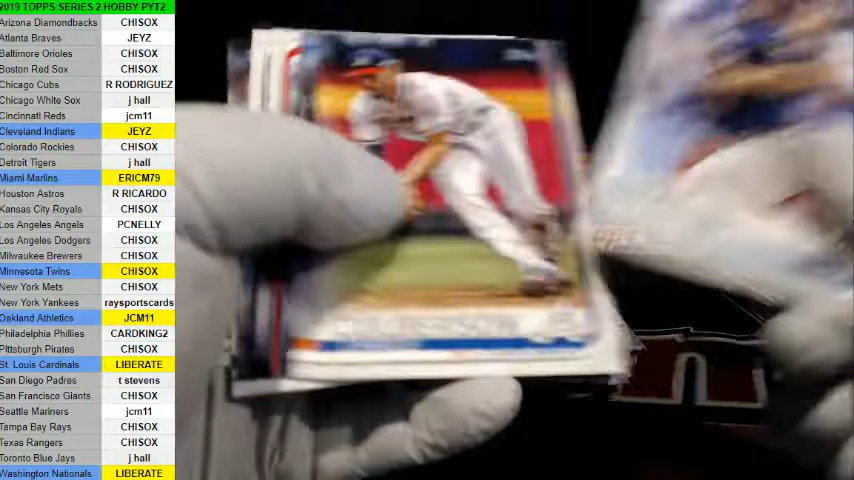 2019 TOPPS SERIES 2 HOBBY PYT2
Arizona Diamondbacks CHISOX
Atlanta Braves JEYZ
Baltimore Orioles CHISOX
Boston Red Sox CHISOX
Chicago Cubs R RODRIGUEZ
Chicago White Sox j hall
Cincinnati Reds jcm11
Cleveland Indians JEYZ
Colorado Rockies CHISOX
Detroit Tigers j hall
Miami Marlins ERICM79
Houston Astros R RICARDO
Kansas City Royals CHISOX
Los Angeles Angels PCNELLY
Los Angeles Dodgers CHISOX
Milwaukee Brewers CHISOX
Minnesota Twins CHISOX
New York Mets CHISOX
New York Yankees raysportscards
Oakland Athletics JCM11
Philadelphia Phillies CARDKING2
Pittsburgh Pirates CHISOX
St. Louis Cardinals LIBERATE
San Diego Padres t stevens
San Francisco Giants CHISOX
Seattle Mariners jcm11
Tampa Bay Rays CHISOX
Texas Rangers CHISOX
Toronto Blue Jays j hall
Washington Nationals LIBERATE